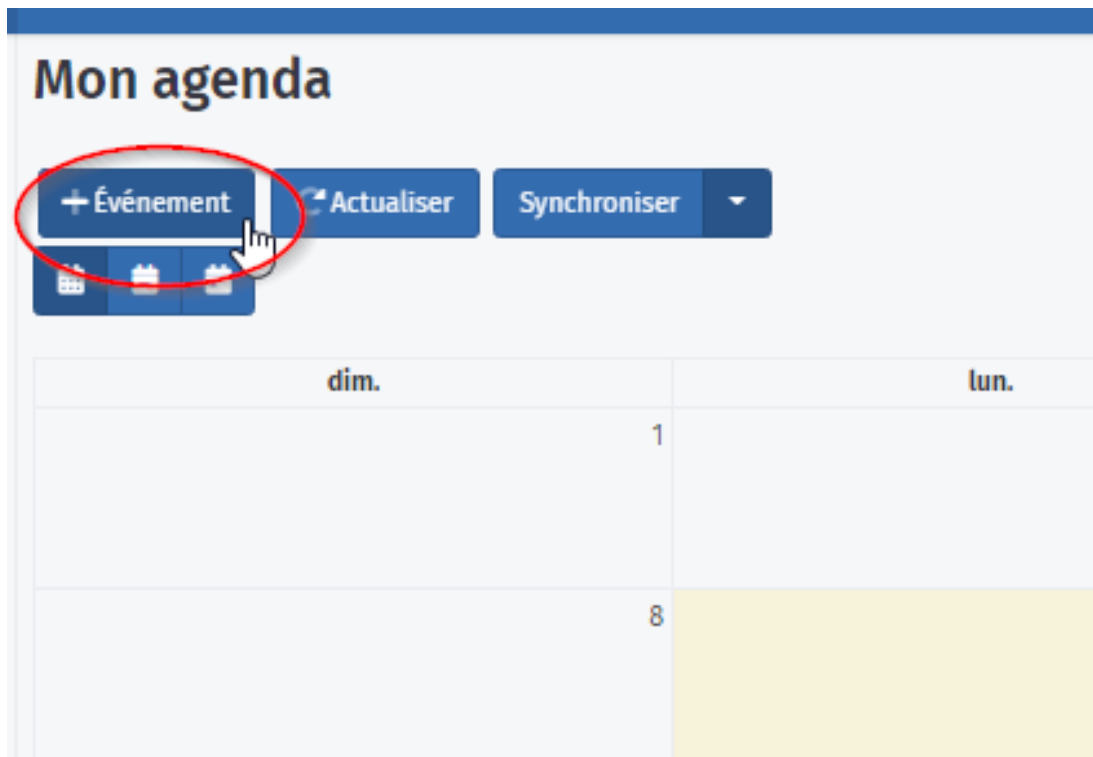 Mon agenda
+ Événement Actualiser Synchroniser
dim. lun.
1
8